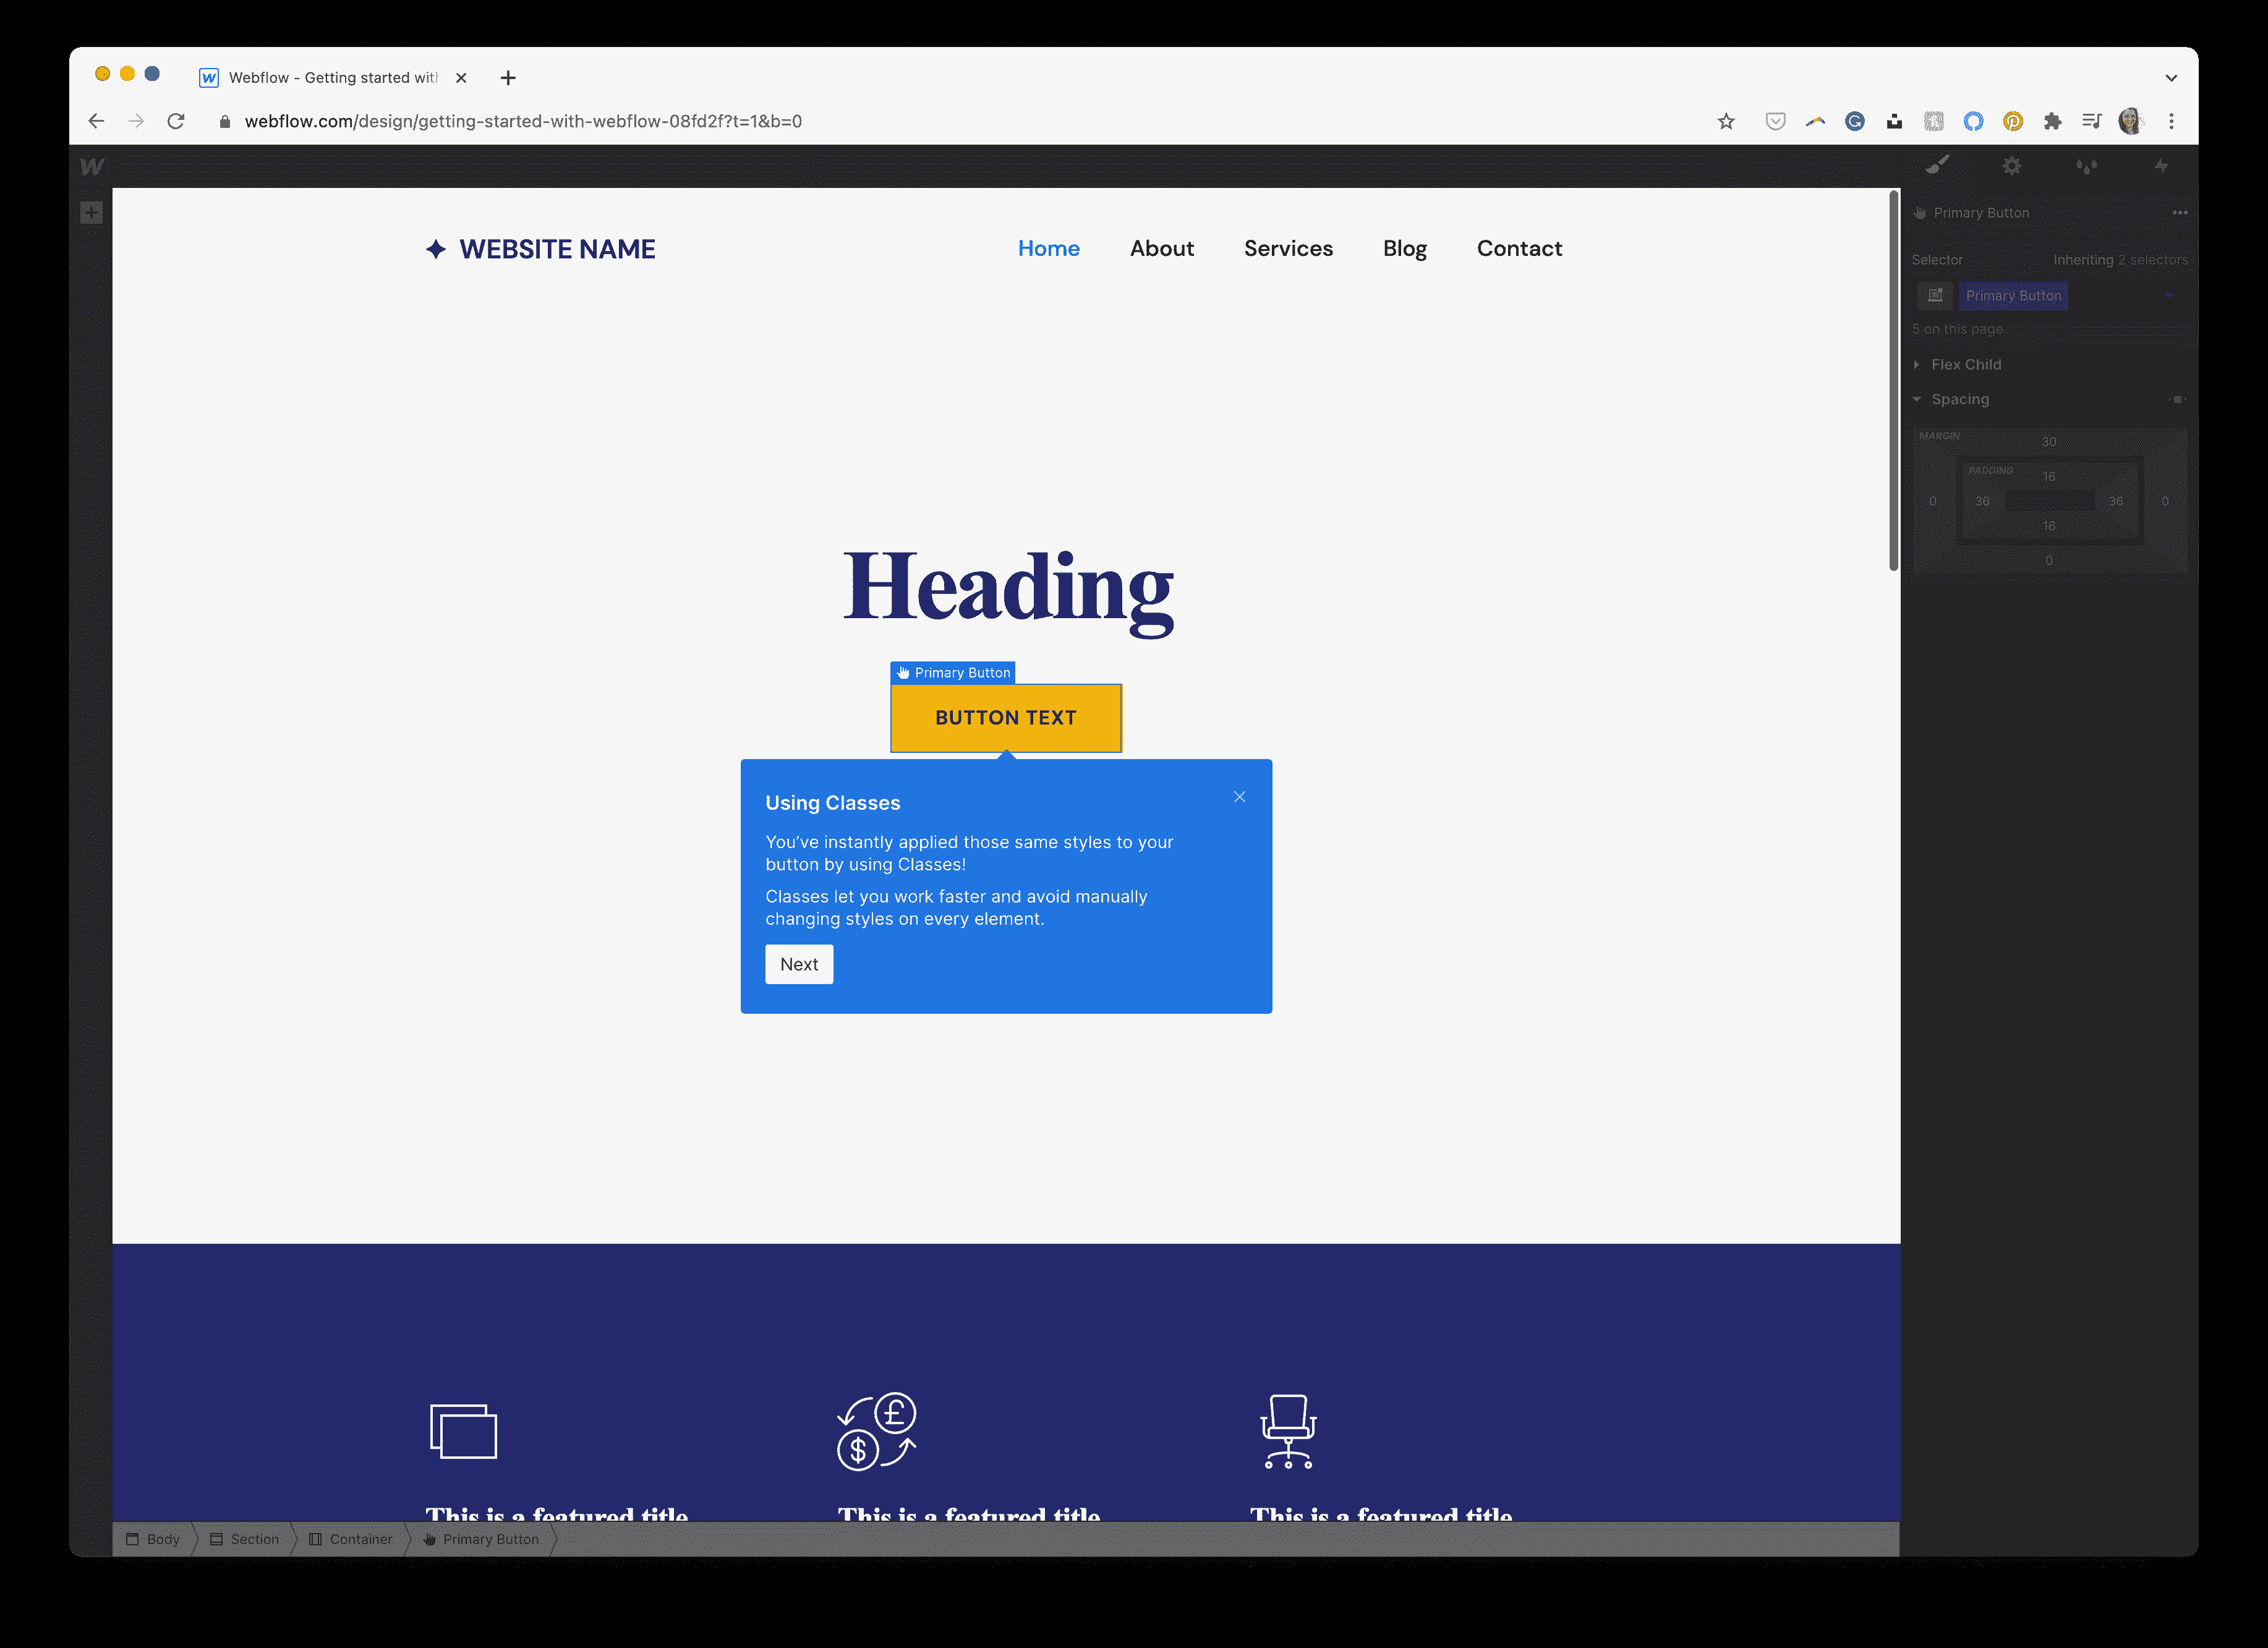 Webflow - Getting started with
webflow.com/design/getting-started-with-webflow-08fd2f?t=1&b=0
WEBSITE NAME
Home
About
Services
Blog
Contact
Heading
Primary Button
BUTTON TEXT
Using Classes
You've instantly applied those same styles to your
button by using Classes!
Classes let you work faster and avoid manually
changing styles on every element.
Next
This is a featured title
This is a featured title
This is a featured title
Body
Section
Container
Primary Button
Primary Button
Selector
Inheriting 2 selectors
Primary Button
5 on this page
Flex Child
Spacing
MARGIN
30
PADDING
16
0
36
36
0
16
0